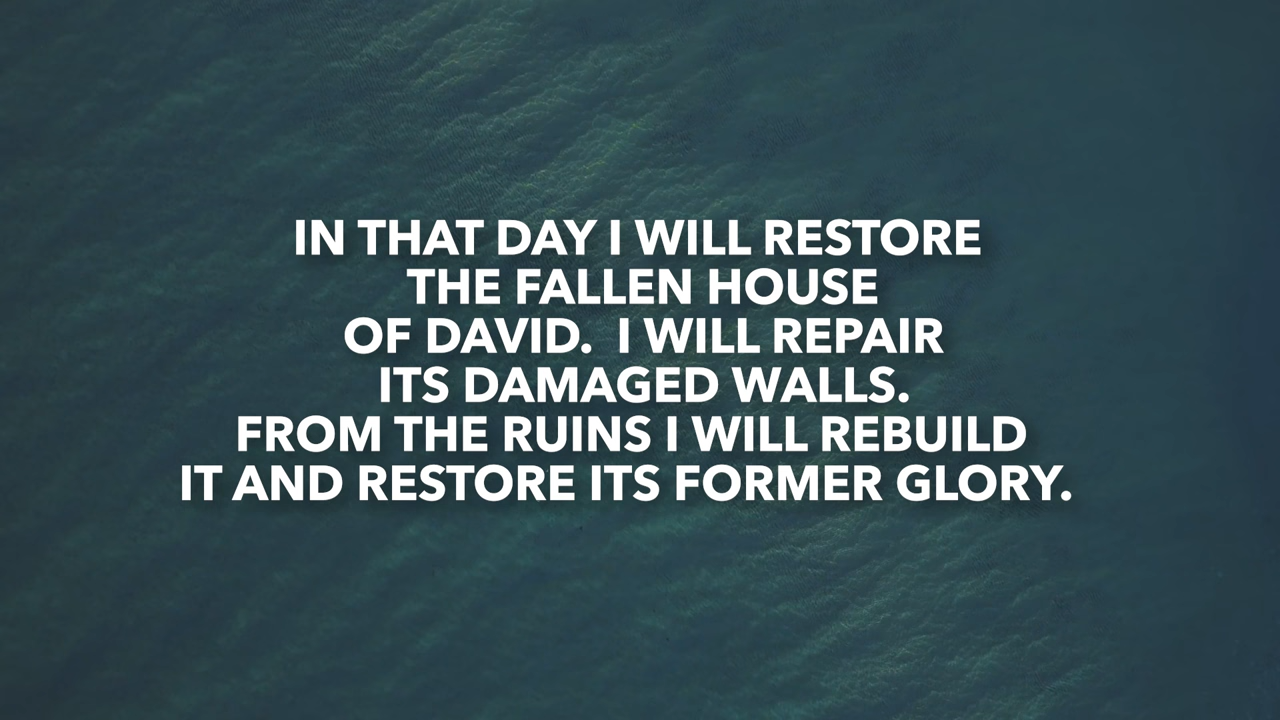 IN THAT DAY I WILL RESTORE
THE FALLEN HOUSE
OF DAVID.  I WILL REPAIR
ITS DAMAGED WALLS.
FROM THE RUINS I WILL REBUILD
IT AND RESTORE ITS FORMER GLORY.